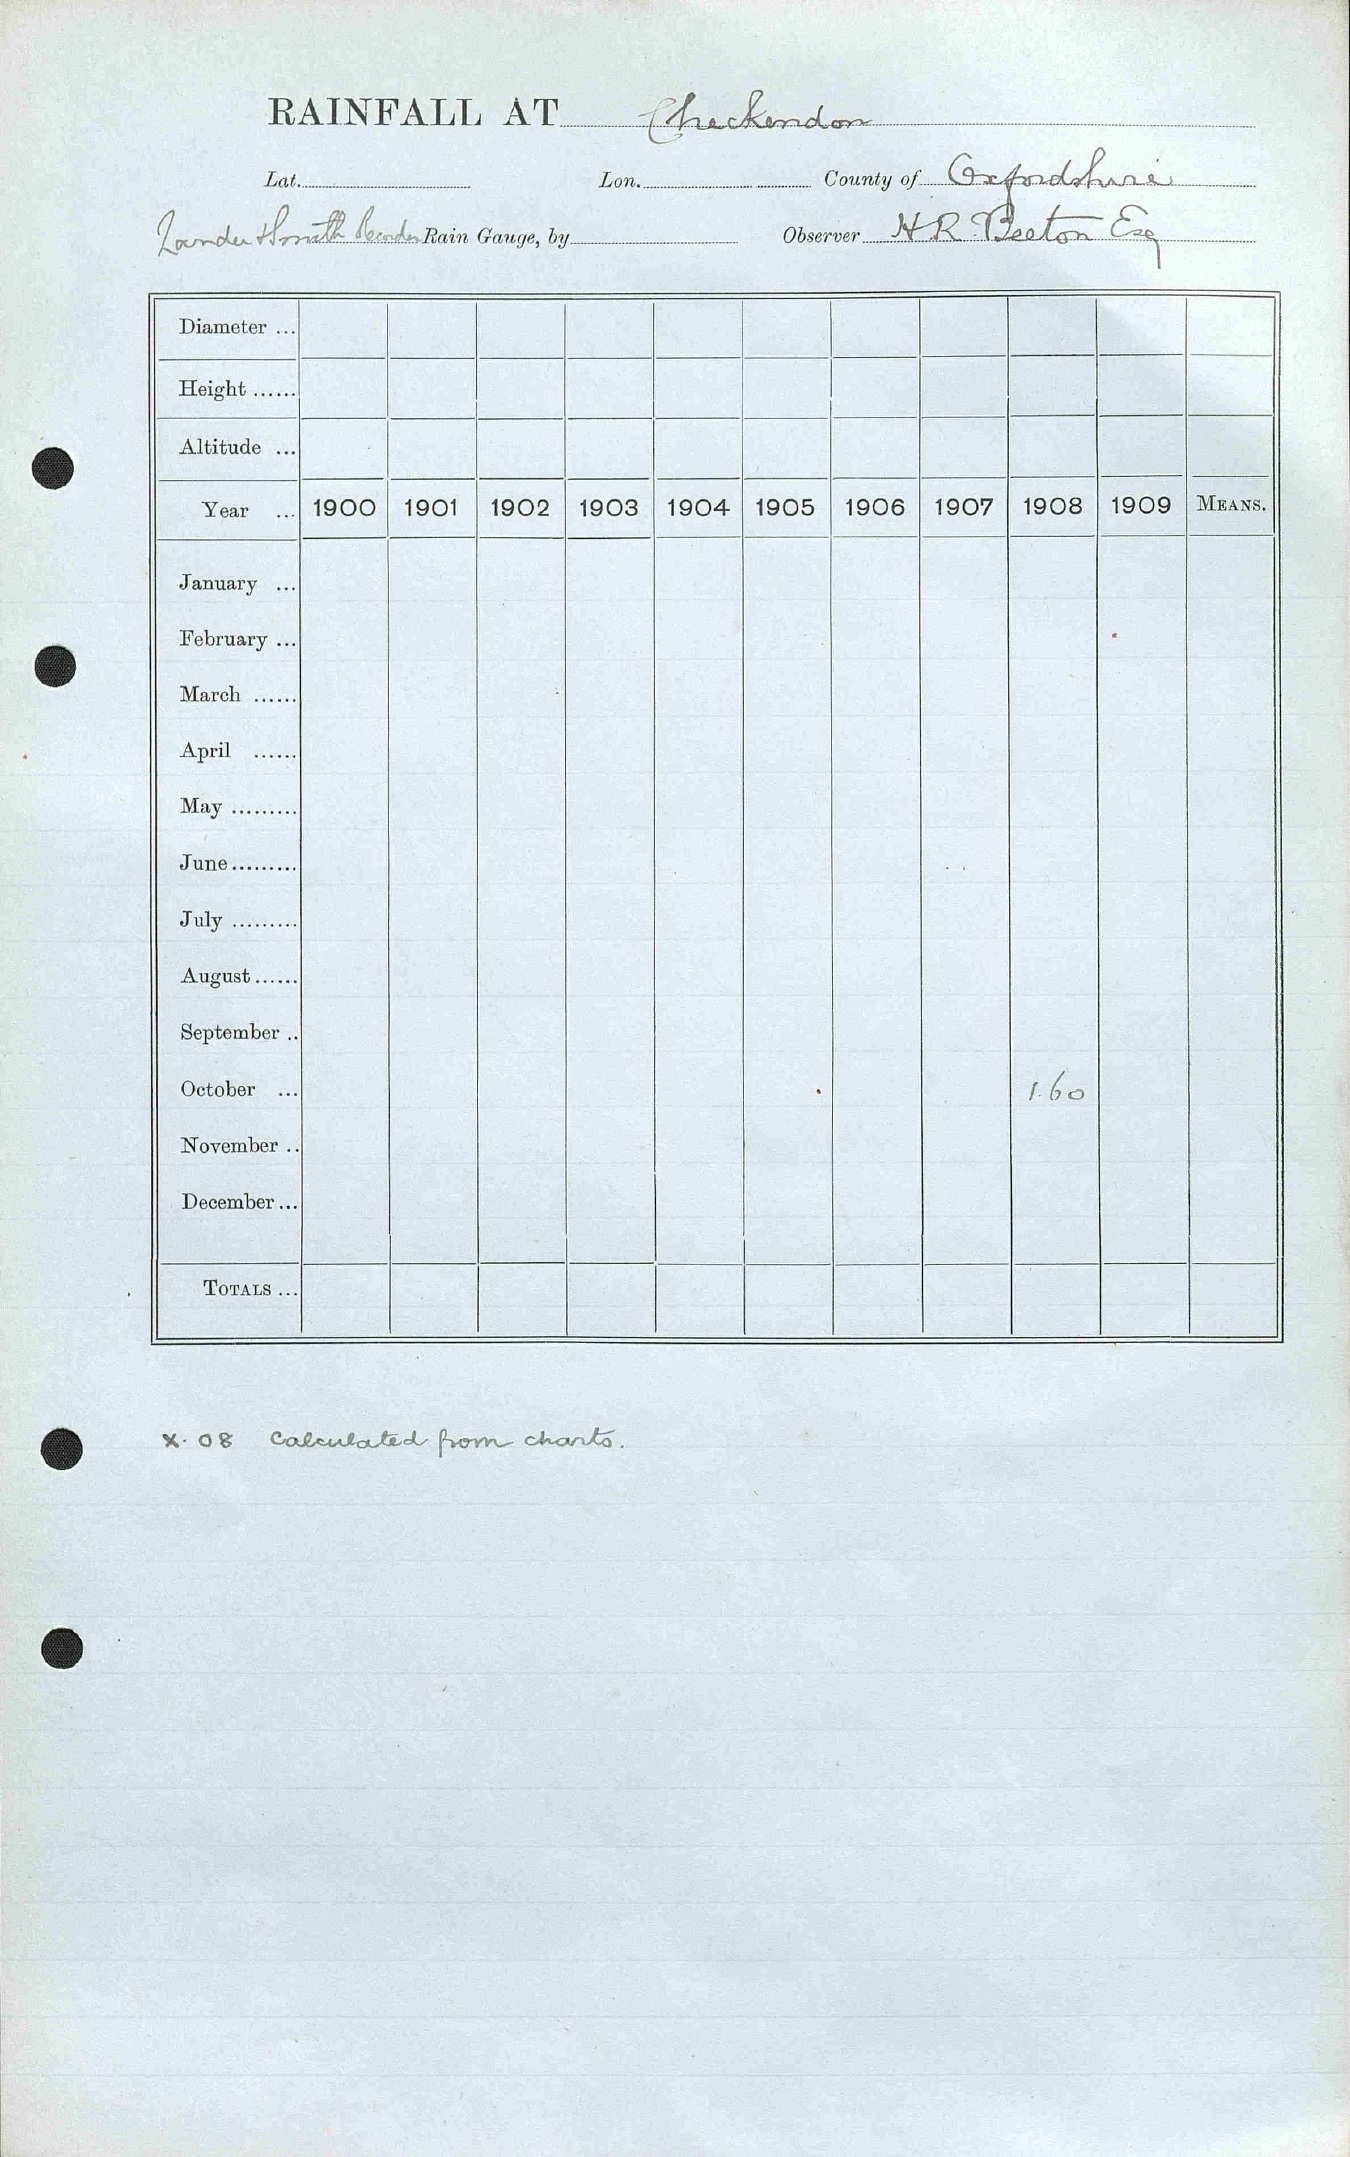 RAINFALL AT Checkendon
Lat. Lon. County of Oxfordshire
Lander & Smith Recorder Rain Gauge, by Observer H R Beeton Esq
Diameter ...
Height ......
Altitude ...
Year ... 1900 1901 1902 1903 1904 1905 1906 1907 1908 1909 MEANS.
January ...
February ...
March ......
April ......
May .........
June .........
July .........
August ......
September ..
October ... 1.60
November ..
December ...
TOTALS ...
X. 08 Calculated from charts.